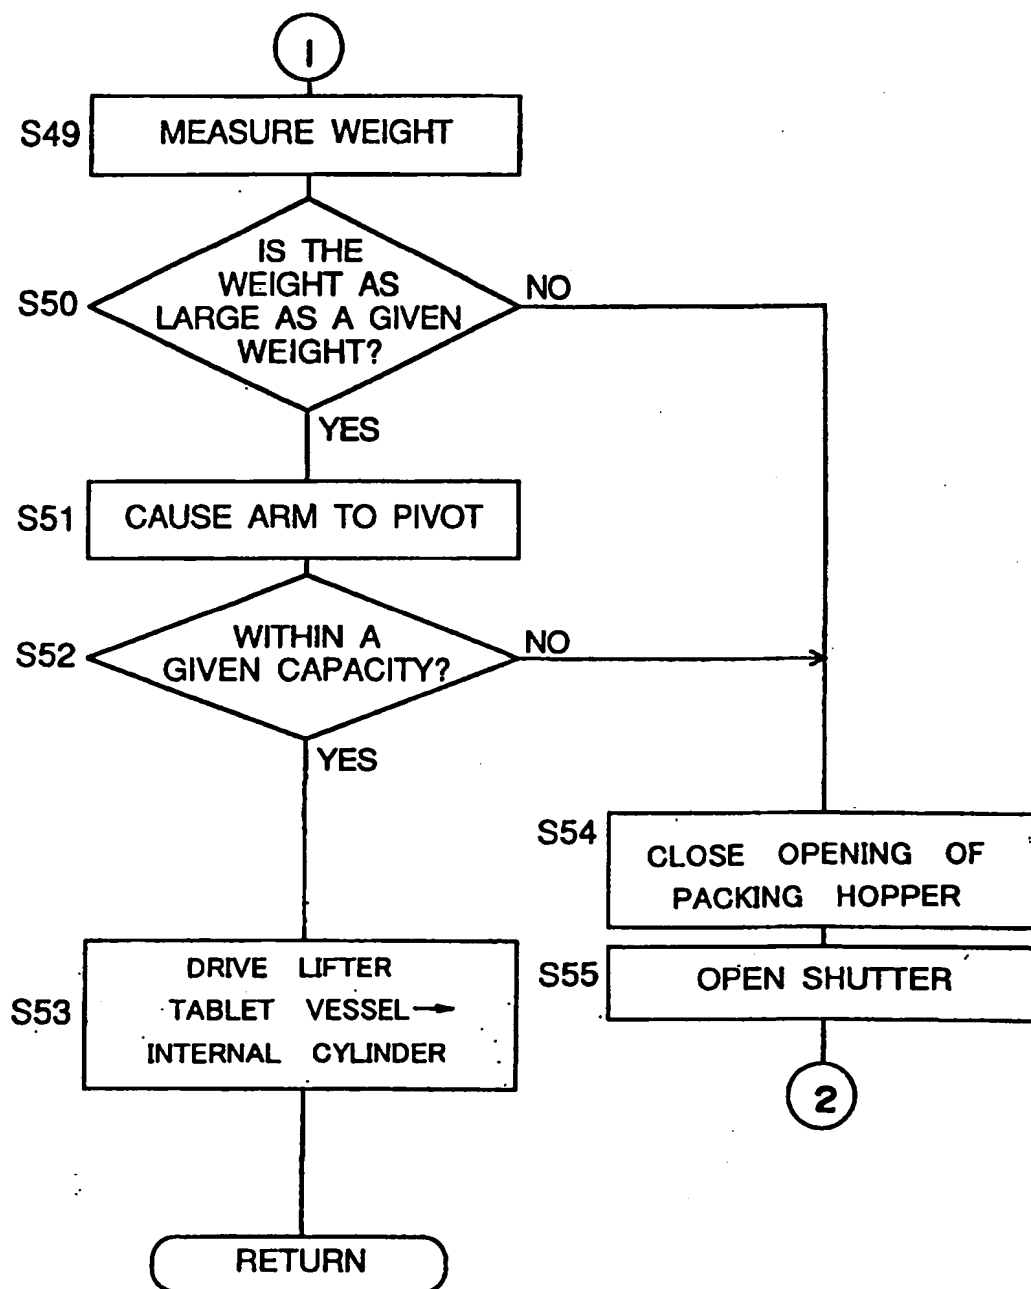 1
S49
MEASURE WEIGHT
S50
IS THE
WEIGHT AS
LARGE AS A GIVEN
WEIGHT?
NO
YES
S51
CAUSE ARM TO PIVOT
S52
WITHIN A
GIVEN CAPACITY?
NO
YES
S54
CLOSE OPENING OF
PACKING HOPPER
S53
DRIVE LIFTER
TABLET VESSEL→
INTERNAL CYLINDER
S55
OPEN SHUTTER
2
RETURN